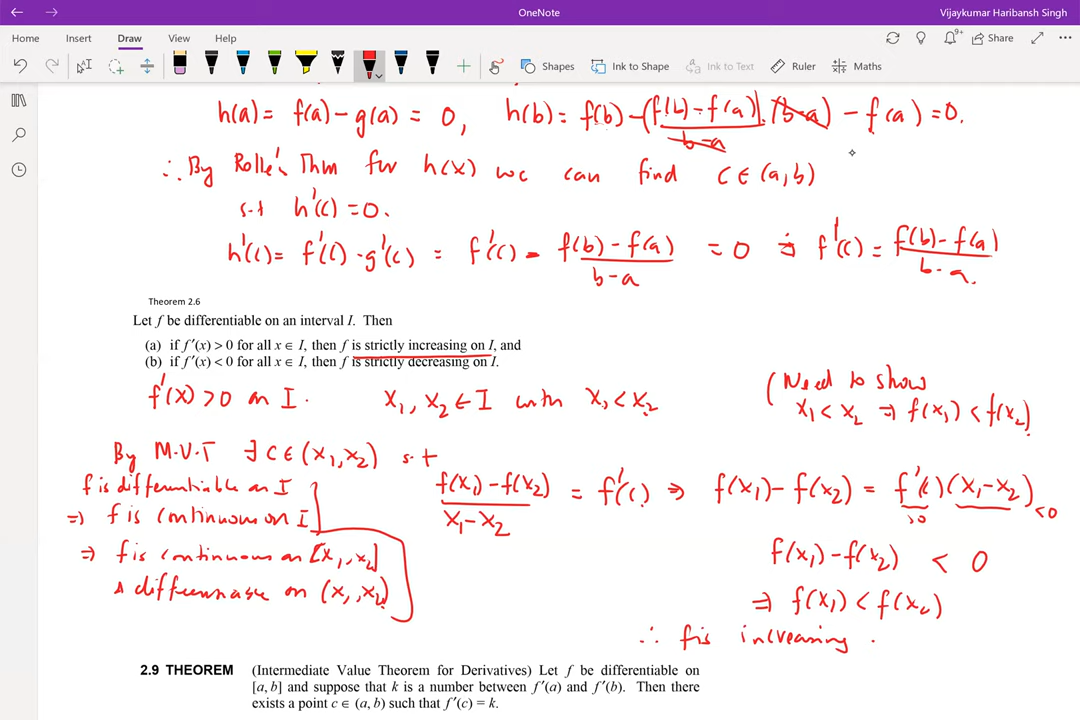 OneNote
Vijaykumar Haribansh Singh
Home Insert Draw View Help
9+ Share
Shapes Ink to Shape Ink to Text Ruler Maths
h(a) = f(a) - g(a) = 0, h(b) = f(b) - (f(b) - f(a)) / b-a . (b-a) - f(a) = 0.
∴ By Rolle's Thm for h(x) we can find c ∈ (a,b)
s.t h'(c) = 0.
h'(c) = f'(c) - g'(c) = f'(c) - f(b) - f(a) / b-a = 0 ⇒ f'(c) = f(b) - f(a) / b-a.
Theorem 2.6
Let f be differentiable on an interval I. Then
(a) if f′(x) > 0 for all x ∈ I, then f is strictly increasing on I, and
(b) if f′(x) < 0 for all x ∈ I, then f is strictly decreasing on I.
f'(x) > 0 on I. x₁, x₂ ∈ I with x₁ < x₂
(Need to show
x₁ < x₂ ⇒ f(x₁) < f(x₂)
By M.V.T ∃ c ∈ (x₁, x₂) s.t
f(x₁) - f(x₂) / x₁ - x₂ = f'(c) ⇒ f(x₁) - f(x₂) = f'(c) (x₁ - x₂)
>0 <0
f is differentiable on I
⇒ f is continuous on I
⇒ f is continuous on [x₁, x₂]
& differentiable on (x₁, x₂)
f(x₁) - f(x₂) < 0
⇒ f(x₁) < f(x₂)
∴ f is increasing.
2.9 THEOREM (Intermediate Value Theorem for Derivatives) Let f be differentiable on
[a, b] and suppose that k is a number between f′(a) and f′(b). Then there
exists a point c ∈ (a, b) such that f′(c) = k.